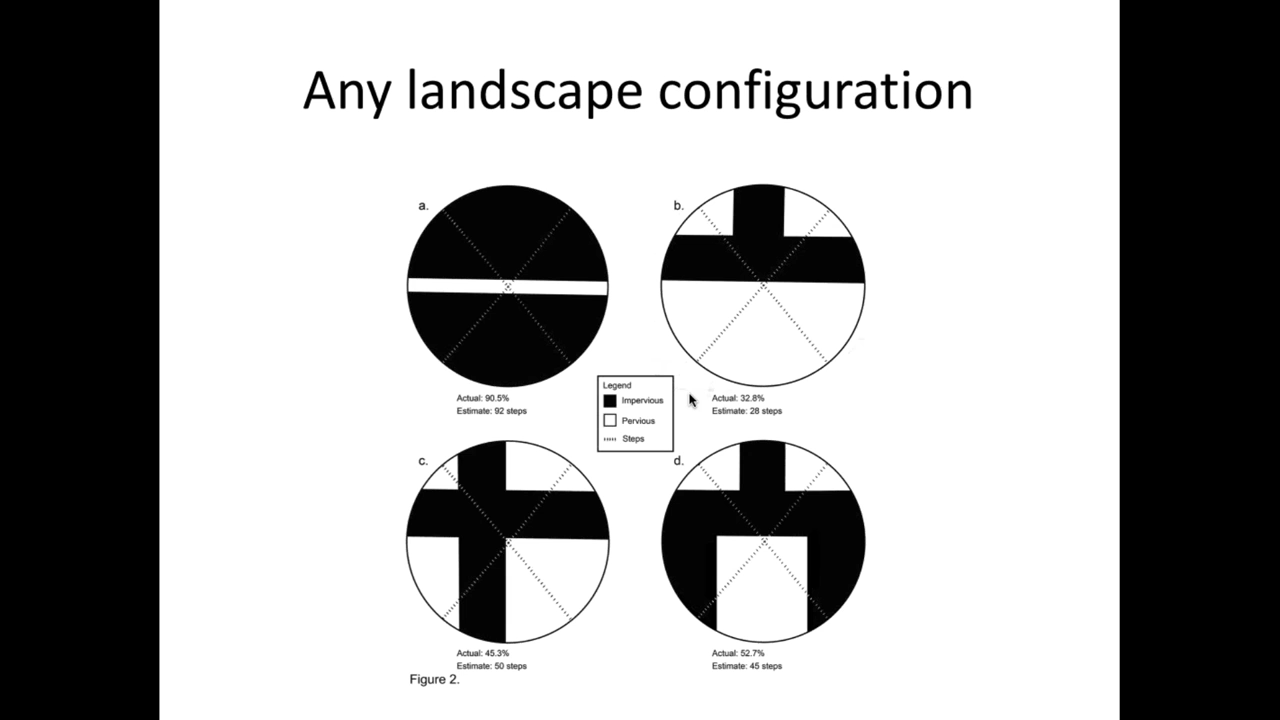 Any landscape configuration
a.
b.
Actual: 90.5%
Estimate: 92 steps
Actual: 32.8%
Estimate: 28 steps
Legend
Impervious
Pervious
Steps
c.
d.
Actual: 45.3%
Estimate: 50 steps
Actual: 52.7%
Estimate: 45 steps
Figure 2.